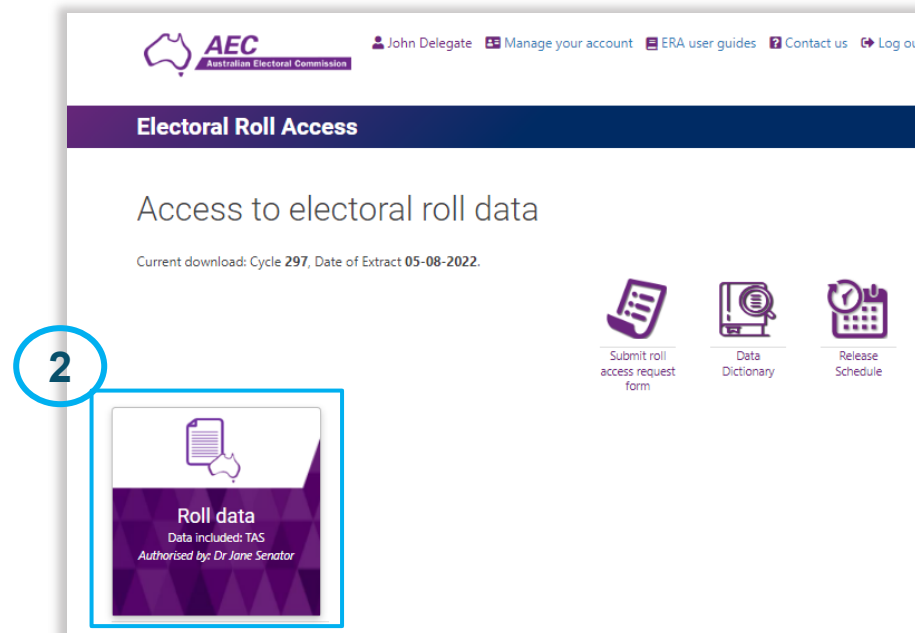 AEC
Australian Electoral Commission
John Delegate Manage your account ERA user guides Contact us Log ou
Electoral Roll Access
Access to electoral roll data
Current download: Cycle 297, Date of Extract 05-08-2022.
Submit roll
access request
form
Data
Dictionary
Release
Schedule
2
Roll data
Data included: TAS
Authorised by: Dr Jane Senator